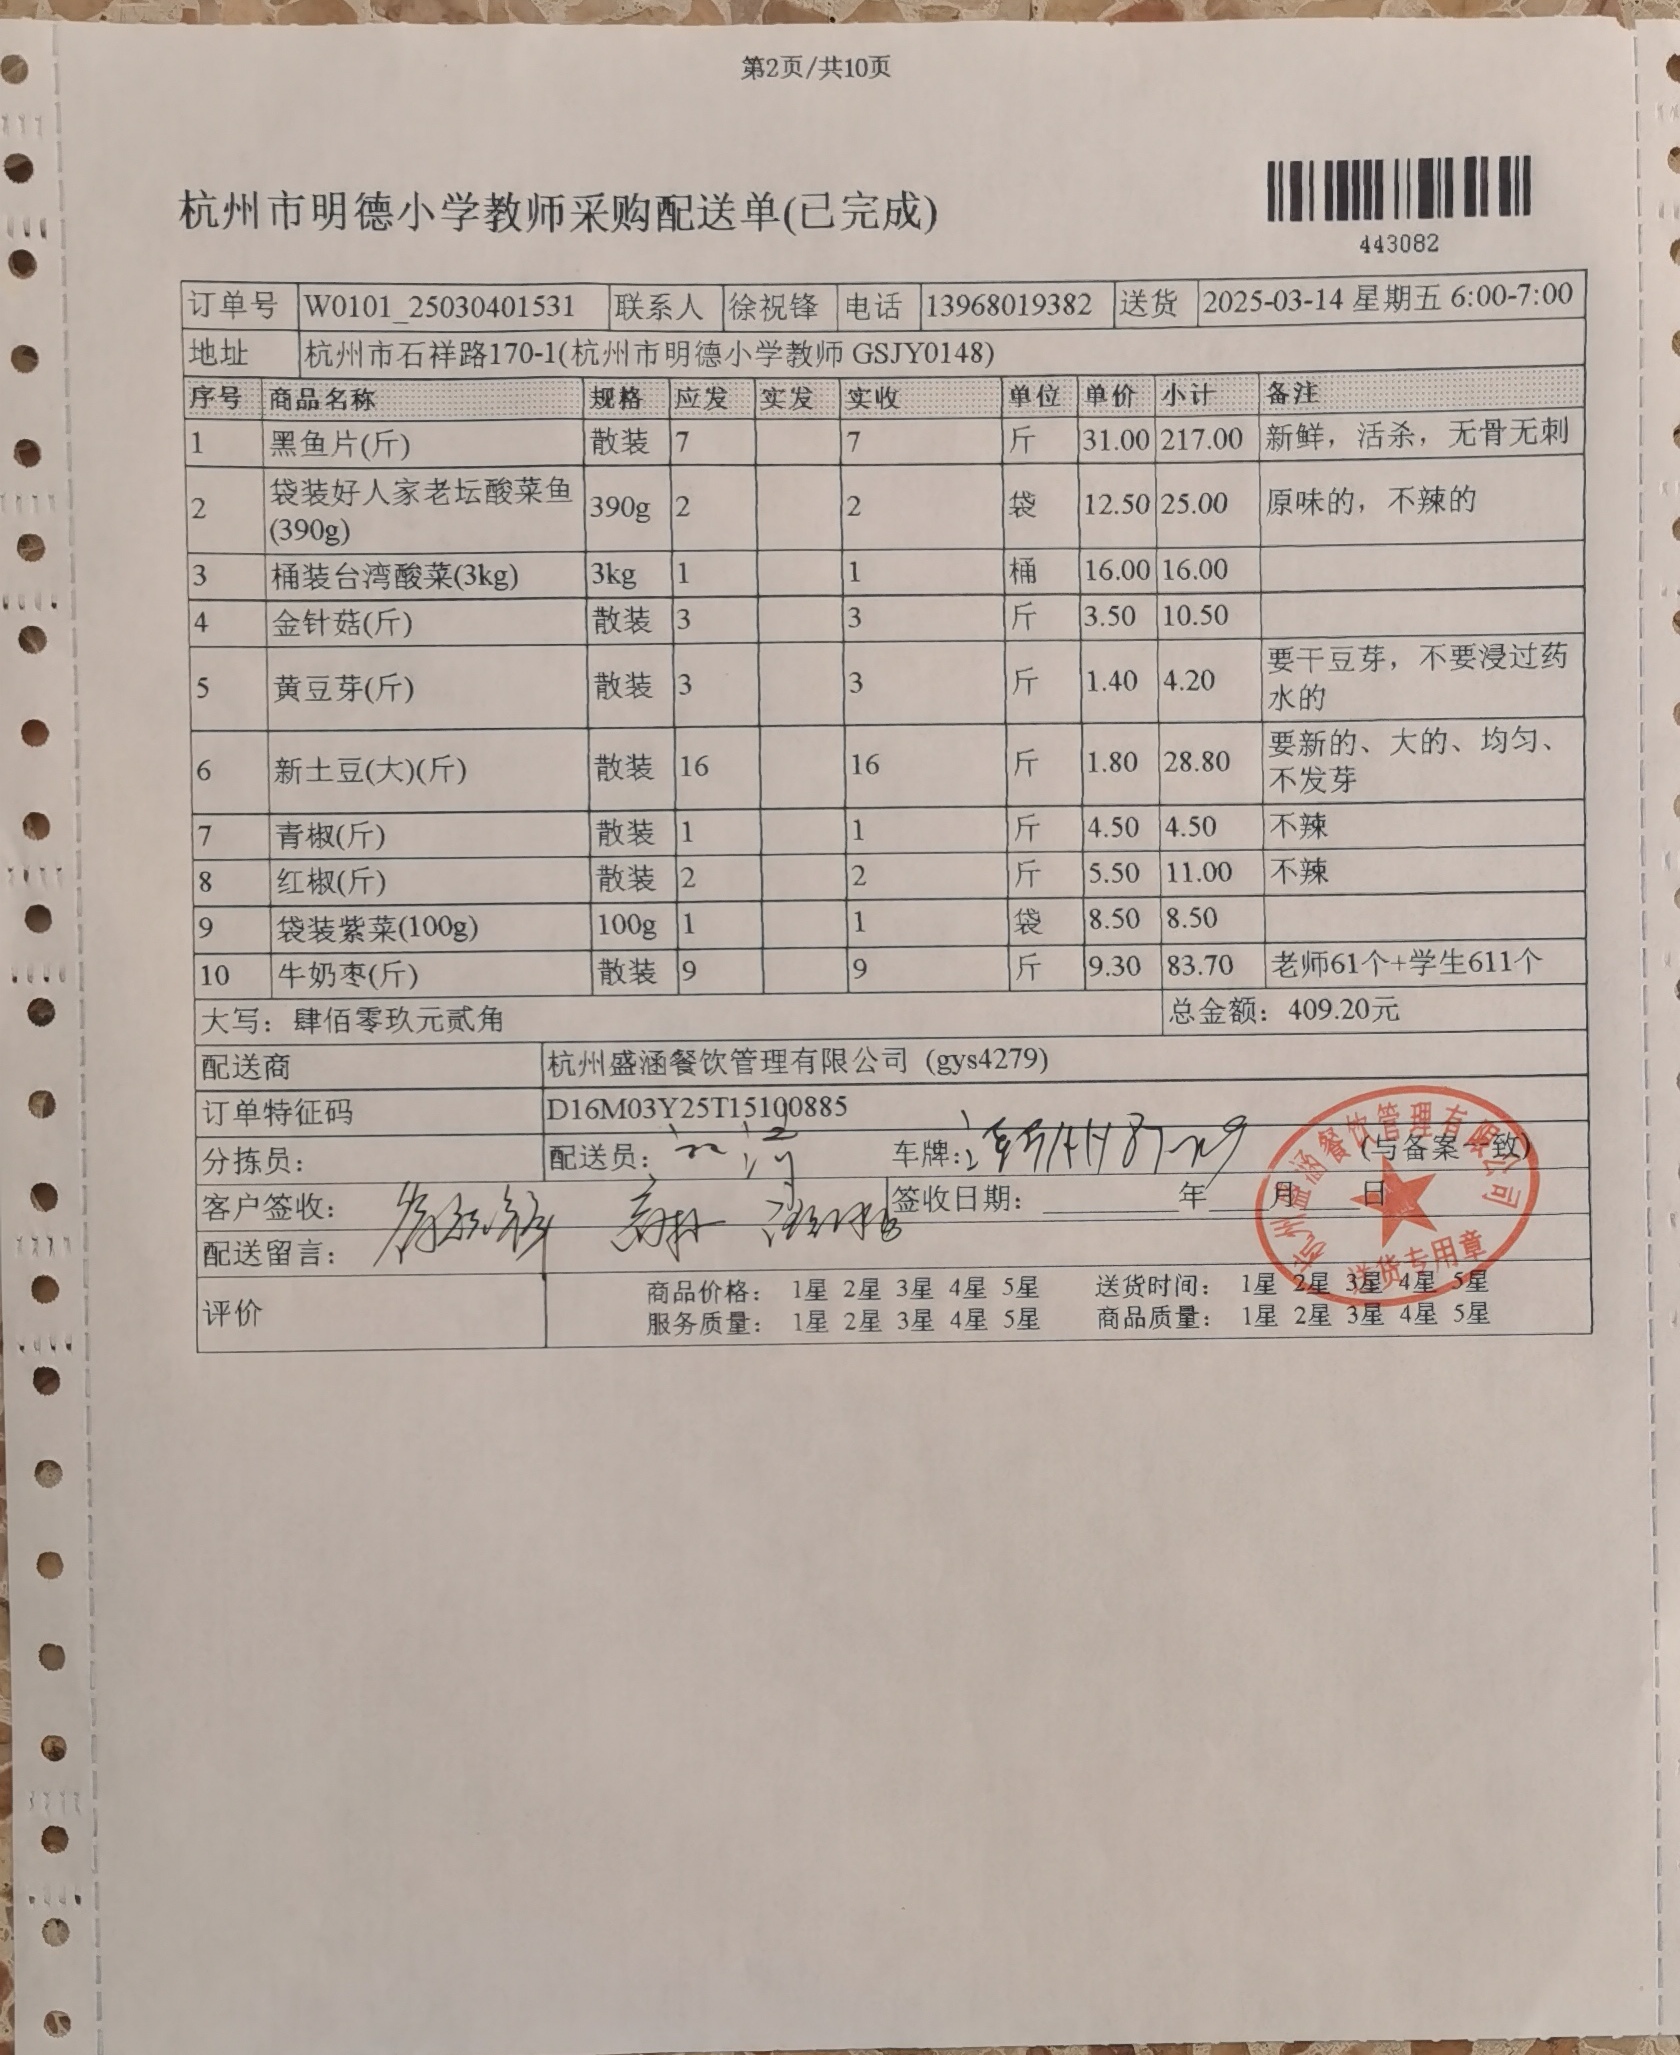 第2页/共10页
杭州市明德小学教师采购配送单(已完成)
443082
订单号 W0101_25030401531 联系人 徐祝锋 电话 13968019382 送货 2025-03-14 星期五 6:00-7:00
地址 杭州市石祥路170-1(杭州市明德小学教师 GSJY0148)
序号 商品名称 规格 应发 实发 实收 单位 单价 小计 备注
1 黑鱼片(斤) 散装 7 7 斤 31.00 217.00 新鲜，活杀，无骨无刺
2 袋装好人家老坛酸菜鱼(390g) 390g 2 2 袋 12.50 25.00 原味的，不辣的
3 桶装台湾酸菜(3kg) 3kg 1 1 桶 16.00 16.00
4 金针菇(斤) 散装 3 3 斤 3.50 10.50
5 黄豆芽(斤) 散装 3 3 斤 1.40 4.20 要干豆芽，不要浸过药水的
6 新土豆(大)(斤) 散装 16 16 斤 1.80 28.80 要新的、大的、均匀、不发芽
7 青椒(斤) 散装 1 1 斤 4.50 4.50 不辣
8 红椒(斤) 散装 2 2 斤 5.50 11.00 不辣
9 袋装紫菜(100g) 100g 1 1 袋 8.50 8.50
10 牛奶枣(斤) 散装 9 9 斤 9.30 83.70 老师61个+学生611个
大写：肆佰零玖元贰角 总金额：409.20元
配送商 杭州盛涵餐饮管理有限公司 (gys4279)
订单特征码 D16M03Y25T15100885
分拣员： 配送员： 车牌： (与备案一致)
客户签收： 签收日期： 年 月 日
配送留言：
评价 商品价格： 1星 2星 3星 4星 5星 送货时间： 1星 2星 3星 4星 5星
服务质量： 1星 2星 3星 4星 5星 商品质量： 1星 2星 3星 4星 5星
杭州盛涵餐饮管理有限公司
送货专用章